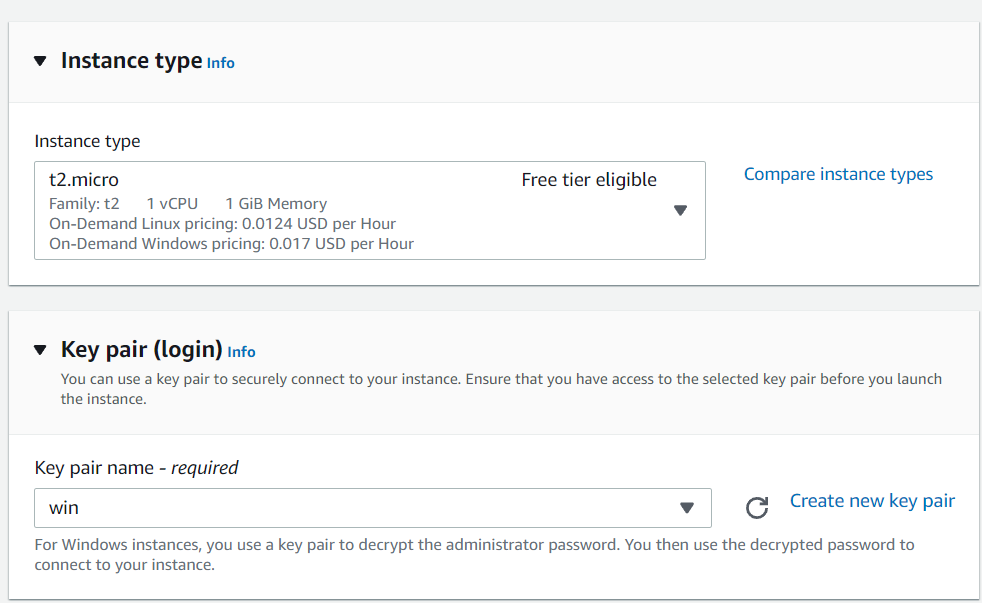 Instance type Info
Instance type
t2.micro Free tier eligible
Family: t2 1 vCPU 1 GiB Memory
On-Demand Linux pricing: 0.0124 USD per Hour
On-Demand Windows pricing: 0.017 USD per Hour
Compare instance types
Key pair (login) Info
You can use a key pair to securely connect to your instance. Ensure that you have access to the selected key pair before you launch
the instance.
Key pair name - required
win
Create new key pair
For Windows instances, you use a key pair to decrypt the administrator password. You then use the decrypted password to
connect to your instance.